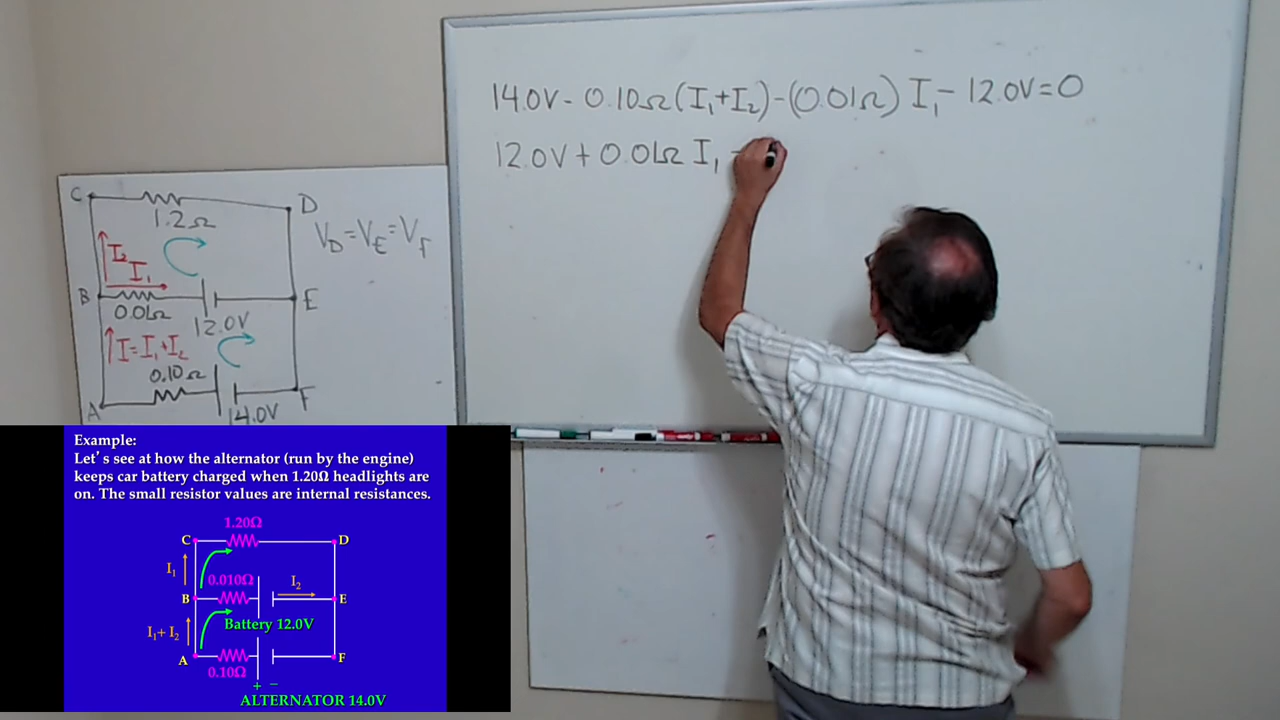 14.0V - 0.10Ω(I₁+I₂)-(0.01Ω) I₁ - 12.0V=0
12.0V + 0.01Ω I₁ -
C
1.2Ω
D
V_D=V_E=V_F
I₂
I₁
B
0.01Ω
12.0V
E
I=I₁+I₂
0.10Ω
A
14.0V
F
Example:
Let's see at how the alternator (run by the engine)
keeps car battery charged when 1.20Ω headlights are
on. The small resistor values are internal resistances.
1.20Ω
C
D
I₁
0.010Ω
I₂
B
E
Battery 12.0V
I₁+ I₂
A
F
0.10Ω
+ −
ALTERNATOR 14.0V